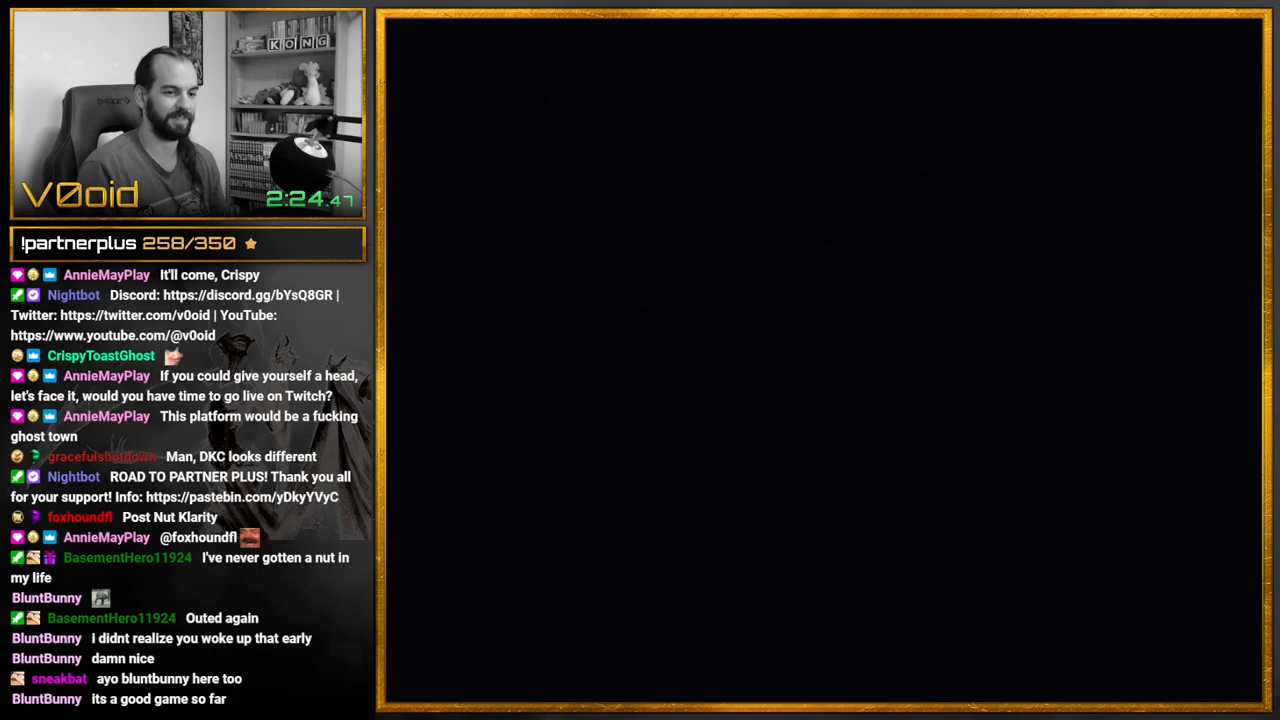 KONG
V0oid
2:24.47
!partnerplus 258/350
AnnieMayPlay It'll come, Crispy
Nightbot Discord: https://discord.gg/bYsQ8GR |
Twitter: https://twitter.com/v0oid | YouTube:
https://www.youtube.com/@v0oid
CrispyToastGhost
AnnieMayPlay If you could give yourself a head,
let's face it, would you have time to go live on Twitch?
AnnieMayPlay This platform would be a fucking
ghost town
gracefulshutdown Man, DKC looks different
Nightbot ROAD TO PARTNER PLUS! Thank you all
for your support! Info: https://pastebin.com/yDkyYVyC
foxhoundfl Post Nut Klarity
AnnieMayPlay @foxhoundfl
BasementHero11924 I've never gotten a nut in
my life
BluntBunny
BasementHero11924 Outed again
BluntBunny i didnt realize you woke up that early
BluntBunny damn nice
sneakbat ayo bluntbunny here too
BluntBunny its a good game so far